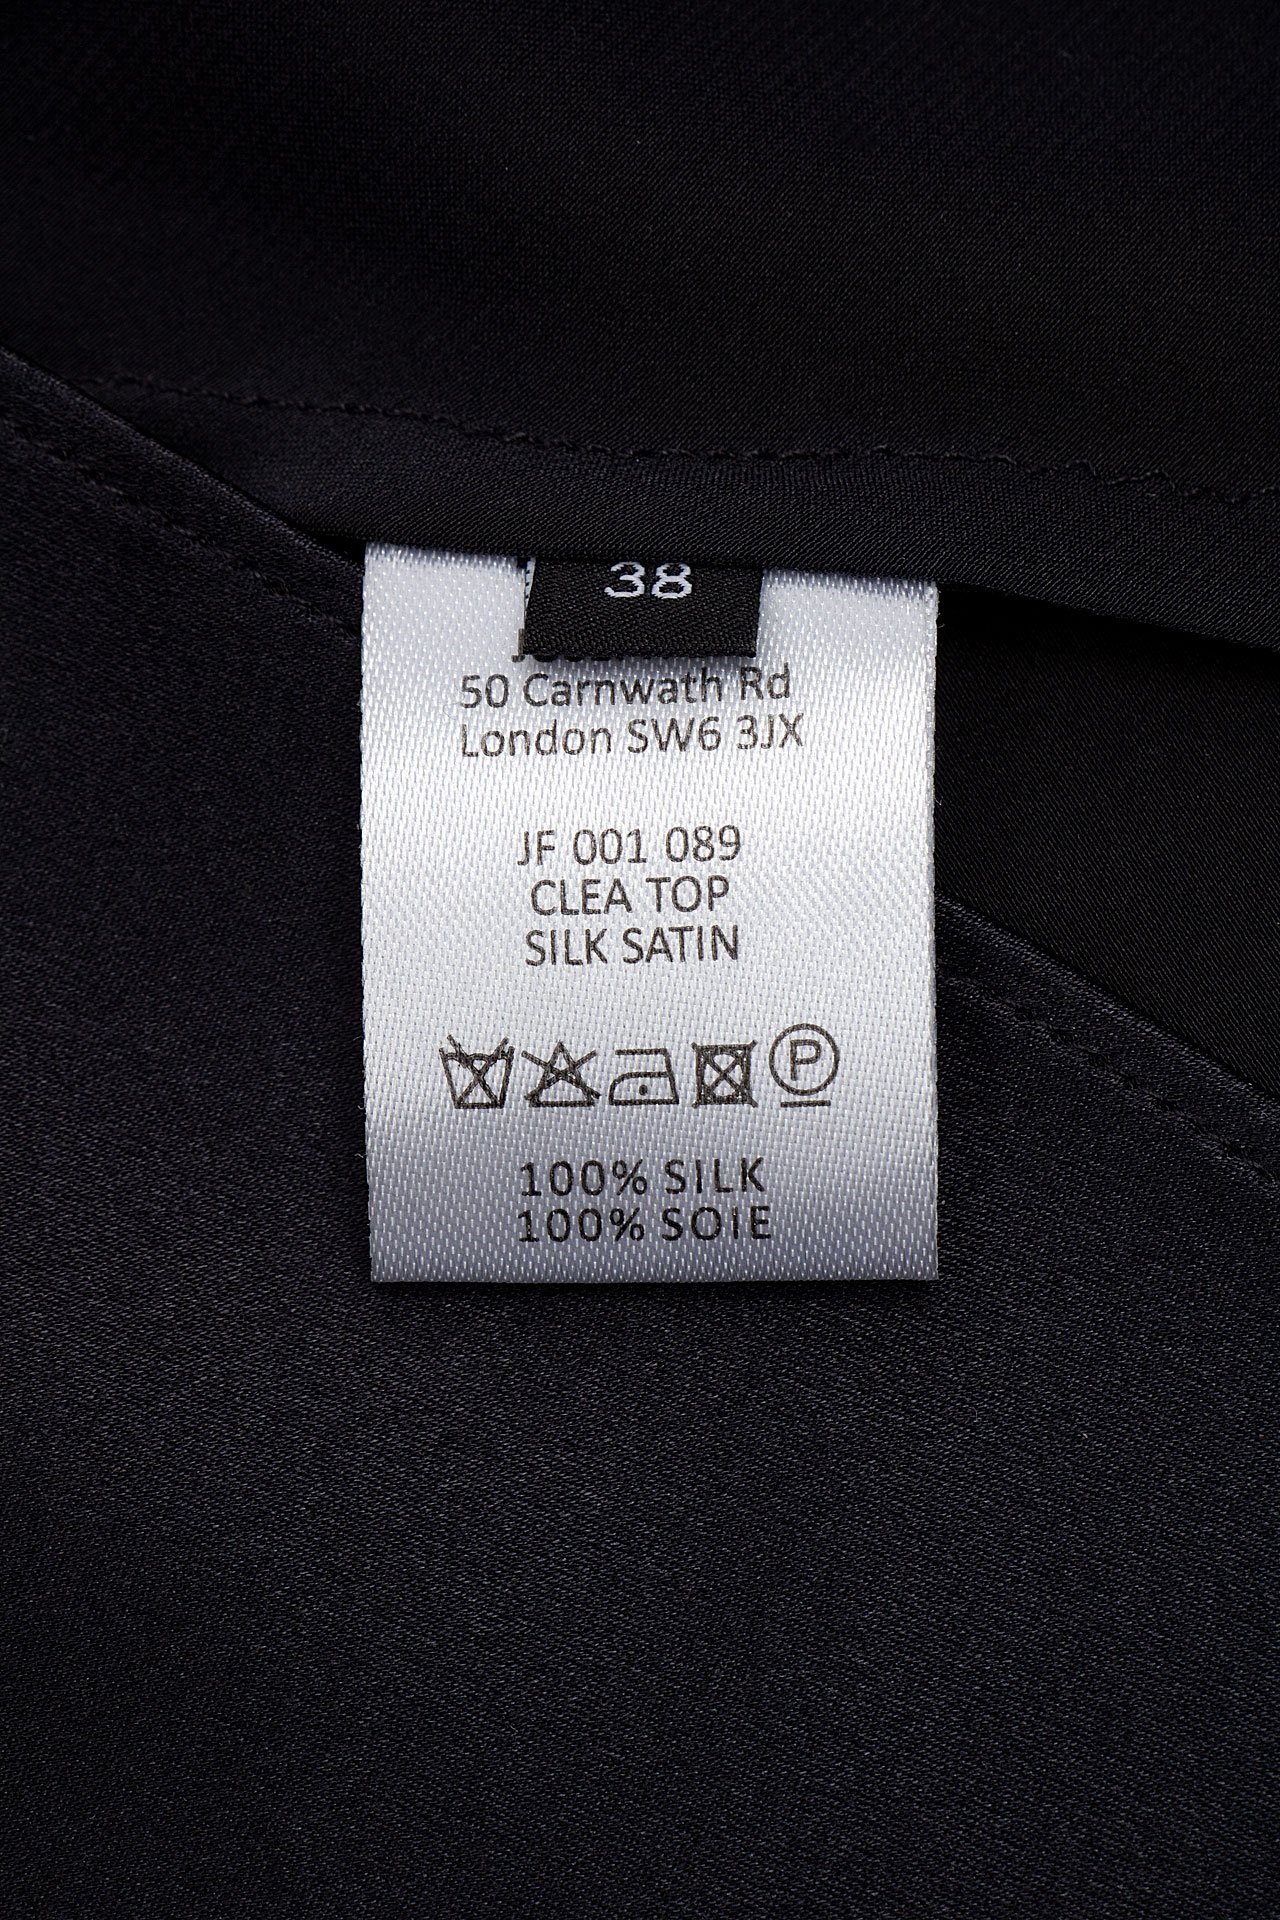 38
50 Carnwath Rd
London SW6 3JX
JF 001 089
CLEA TOP
SILK SATIN
P
100% SILK
100% SOIE